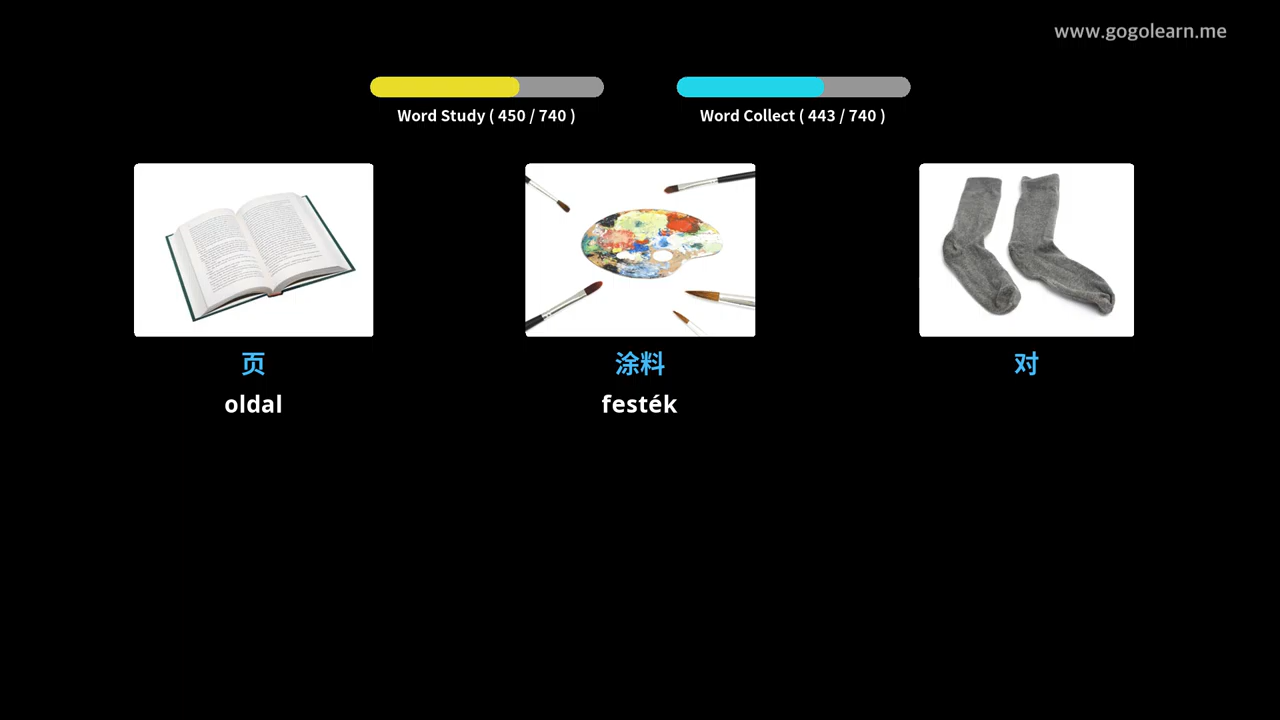 www.gogolearn.me
Word Study ( 450 / 740 )
Word Collect ( 443 / 740 )
页
涂料
对
oldal
festék